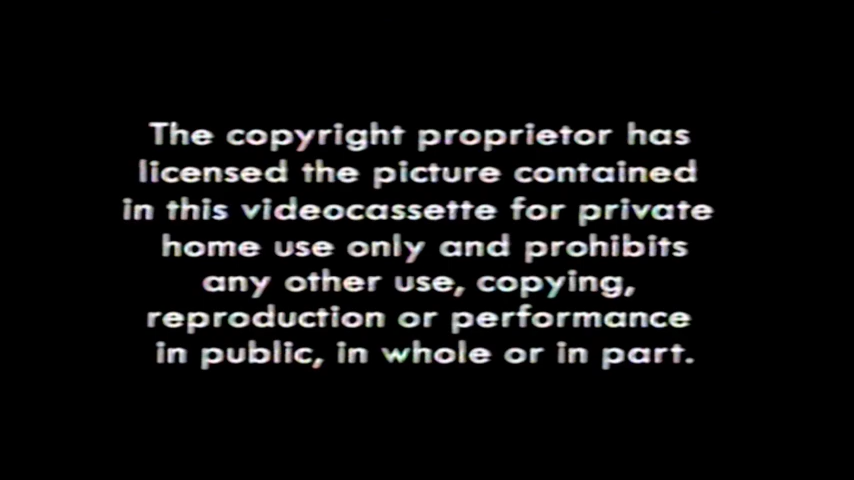 The copyright proprietor has
licensed the picture contained
in this videocassette for private
home use only and prohibits
any other use, copying,
reproduction or performance
in public, in whole or in part.